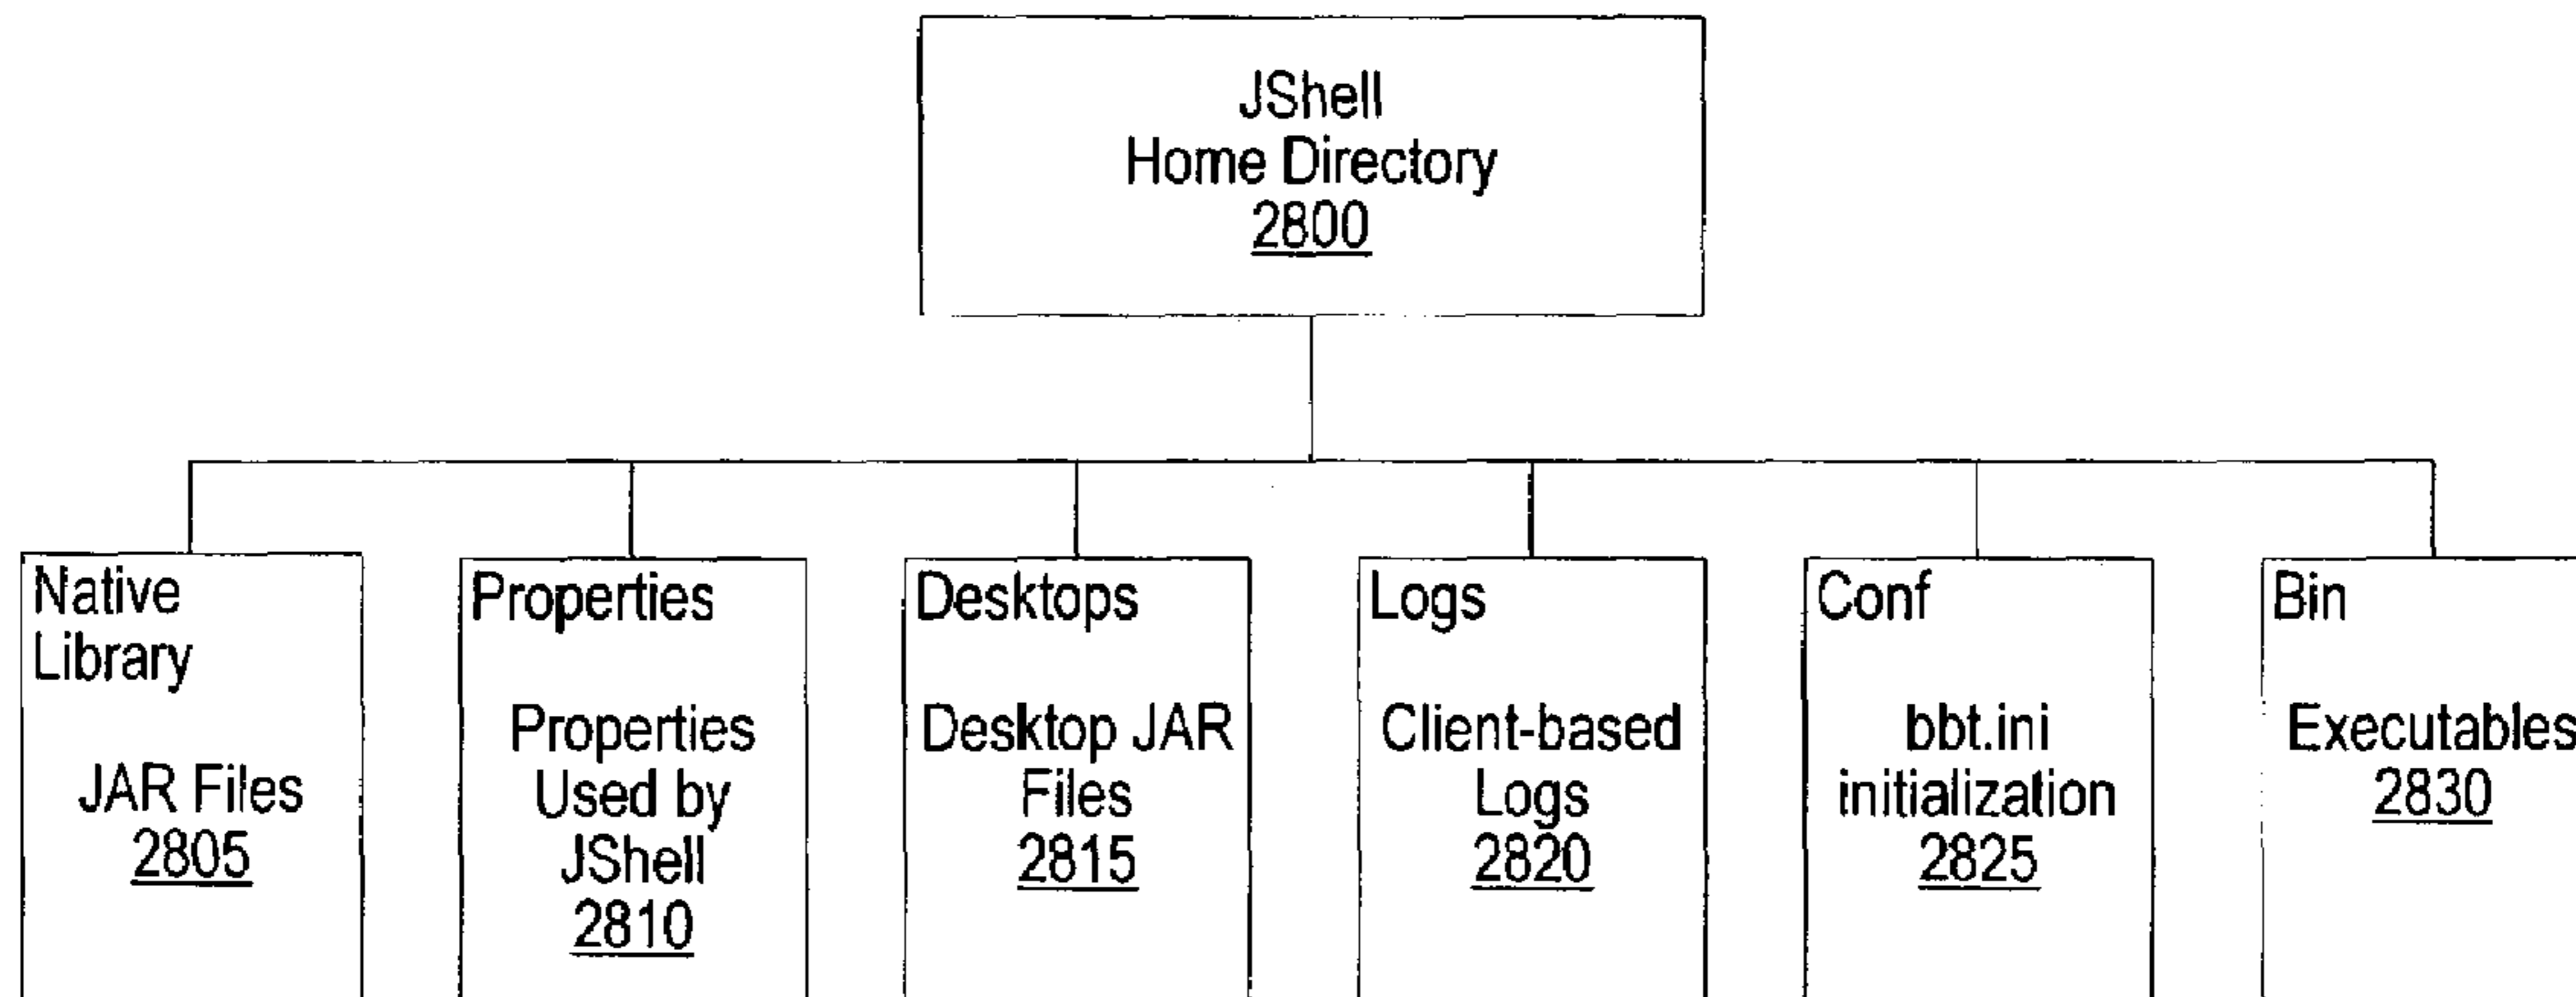 JShell
Home Directory
2800
Native
Library
JAR Files
2805
Properties
Properties
Used by
JShell
2810
Desktops
Desktop JAR
Files
2815
Logs
Client-based
Logs
2820
Conf
bbt.ini
initialization
2825
Bin
Executables
2830